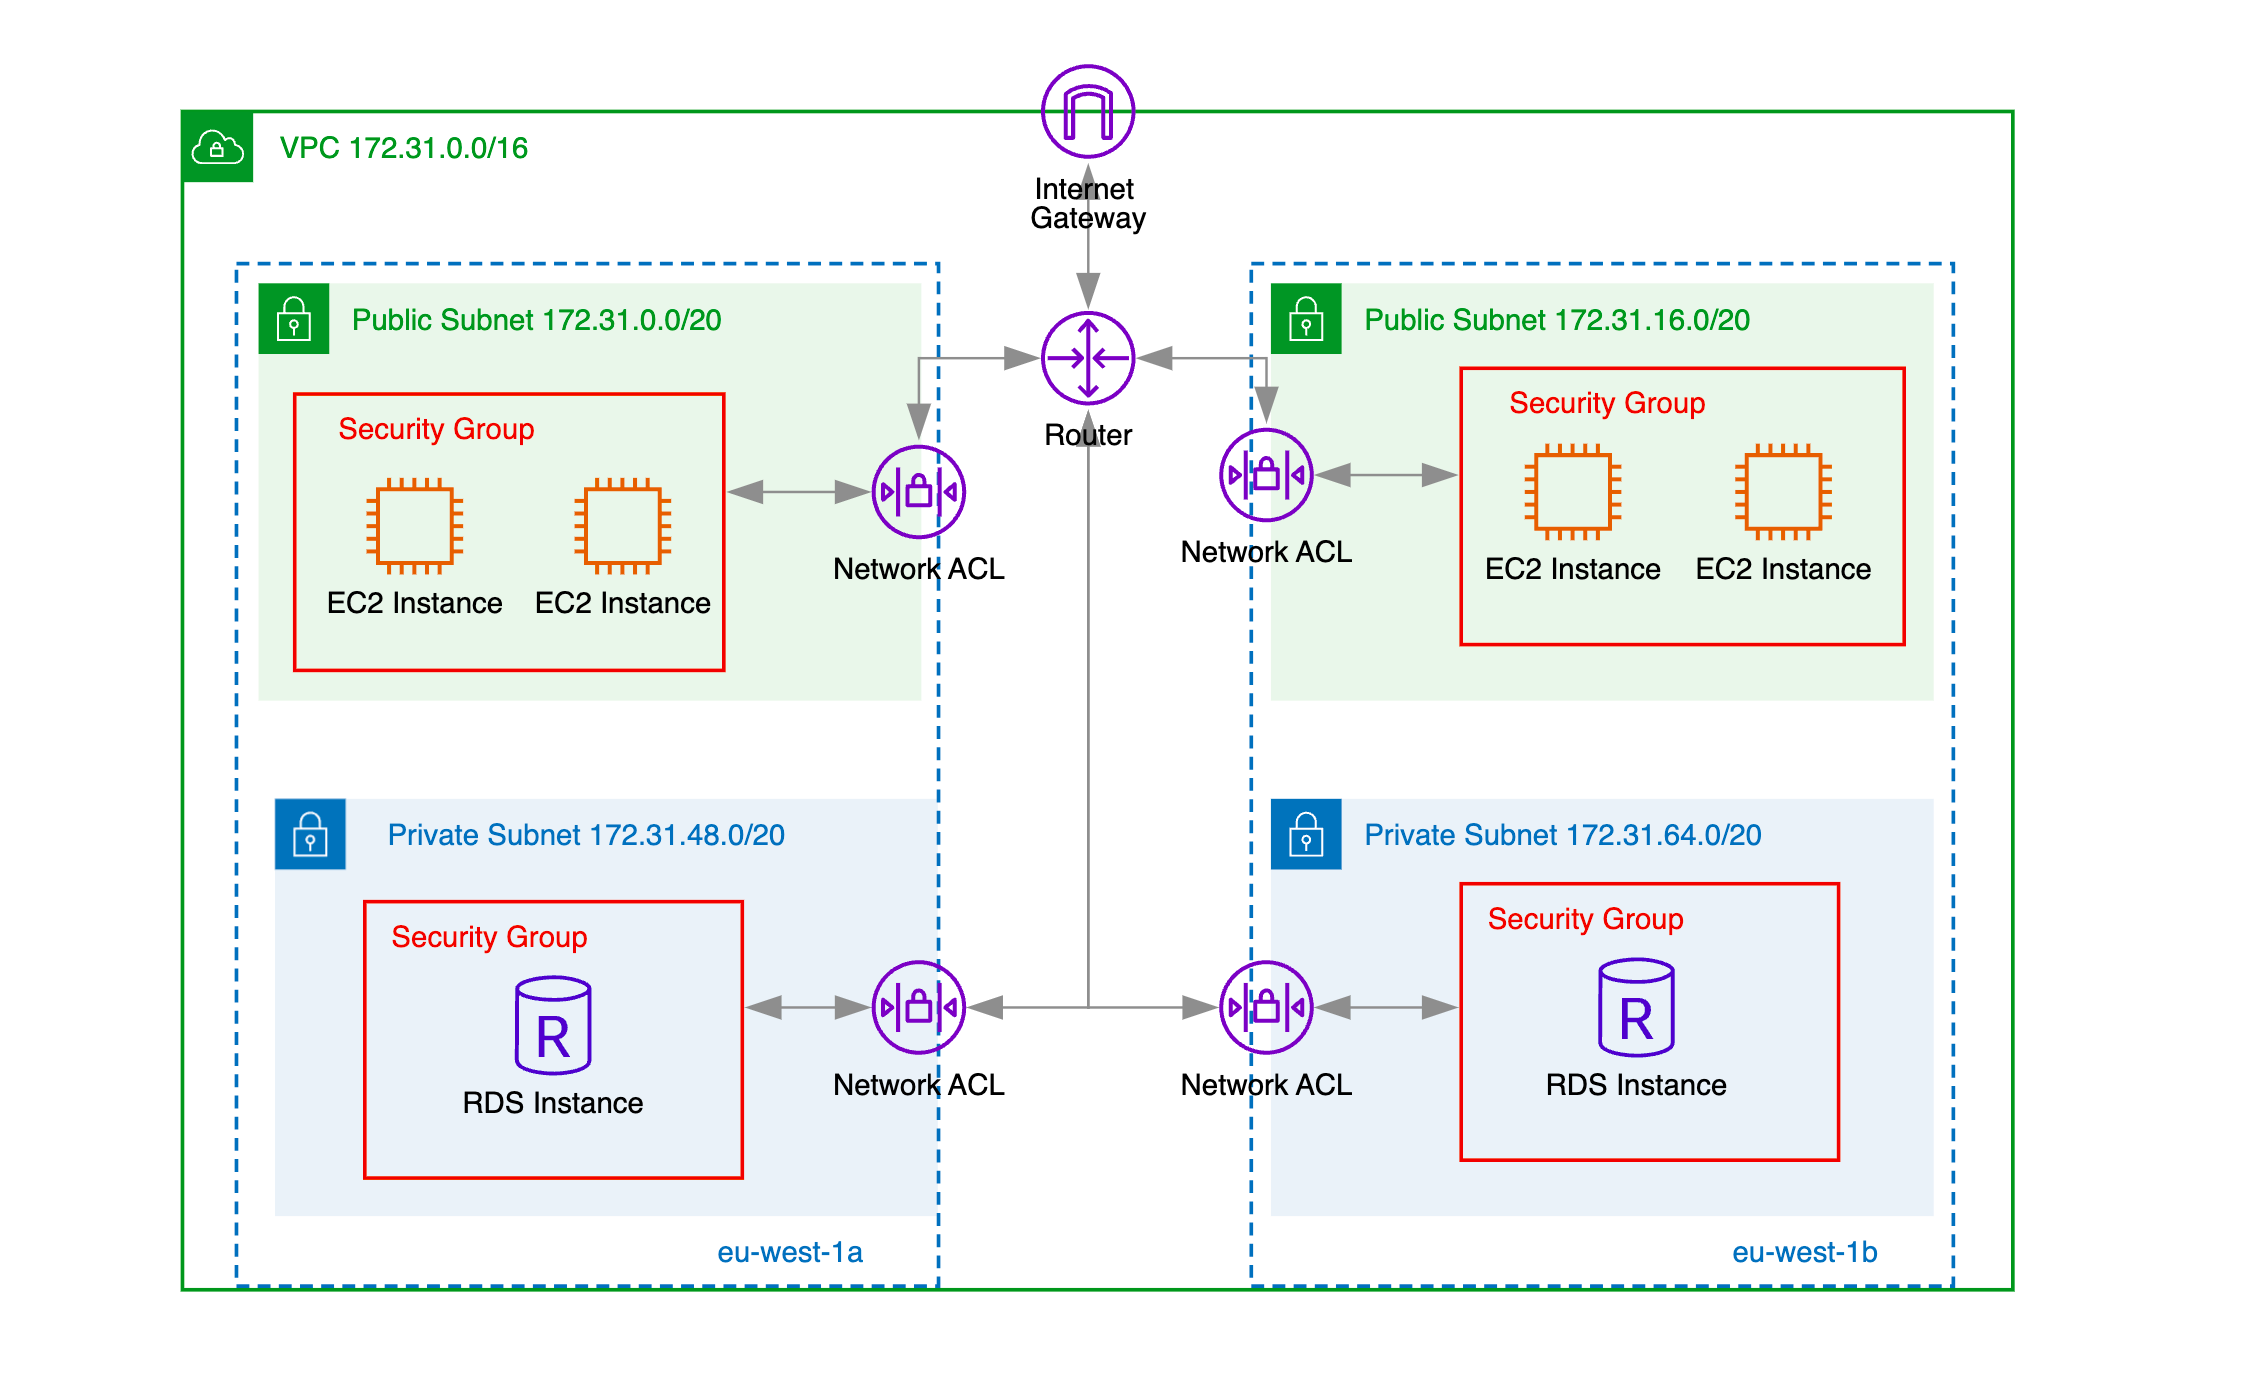 VPC 172.31.0.0/16
Internet
Gateway
Public Subnet 172.31.0.0/20
Public Subnet 172.31.16.0/20
Security Group
EC2 Instance
EC2 Instance
Network ACL
Router
Network ACL
Security Group
EC2 Instance
EC2 Instance
Private Subnet 172.31.48.0/20
Private Subnet 172.31.64.0/20
Security Group
R
RDS Instance
Network ACL
Network ACL
Security Group
R
RDS Instance
eu-west-1a
eu-west-1b